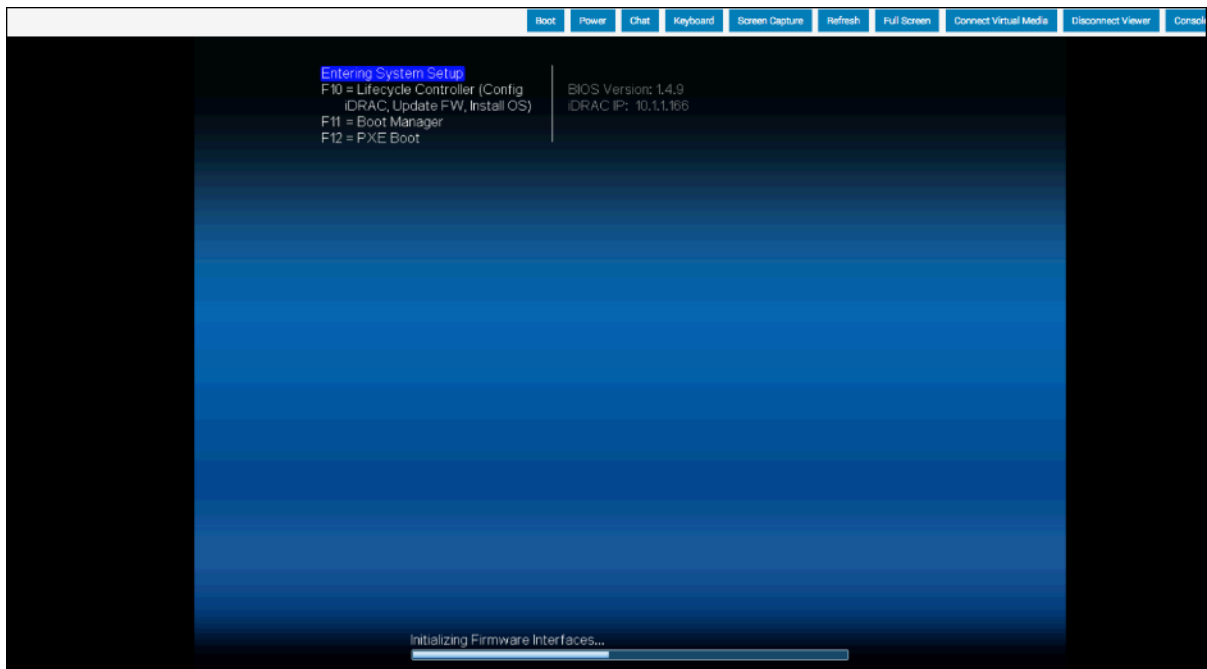 Boot Power Chat Keyboard Screen Capture Refresh Full Screen Connect Virtual Media Disconnect Viewer Consol
Entering System Setup
F10 = Lifecycle Controller (Config
iDRAC, Update FW, Install OS)
F11 = Boot Manager
F12 = PXE Boot
BIOS Version: 1.4.9
iDRAC IP: 10.1.1.166
Initializing Firmware Interfaces...